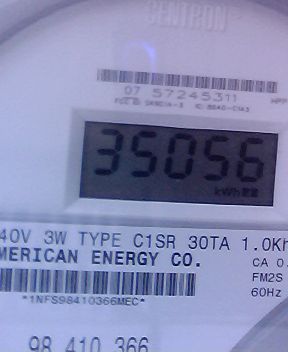 CENTRON
07 57245311
35056
kWh
40V 3W TYPE C1SR 30TA 1.0Kh
MERICAN ENERGY CO.
CA 0.
FM2S
60Hz
*1NFS98410366MEC*
98 410 366